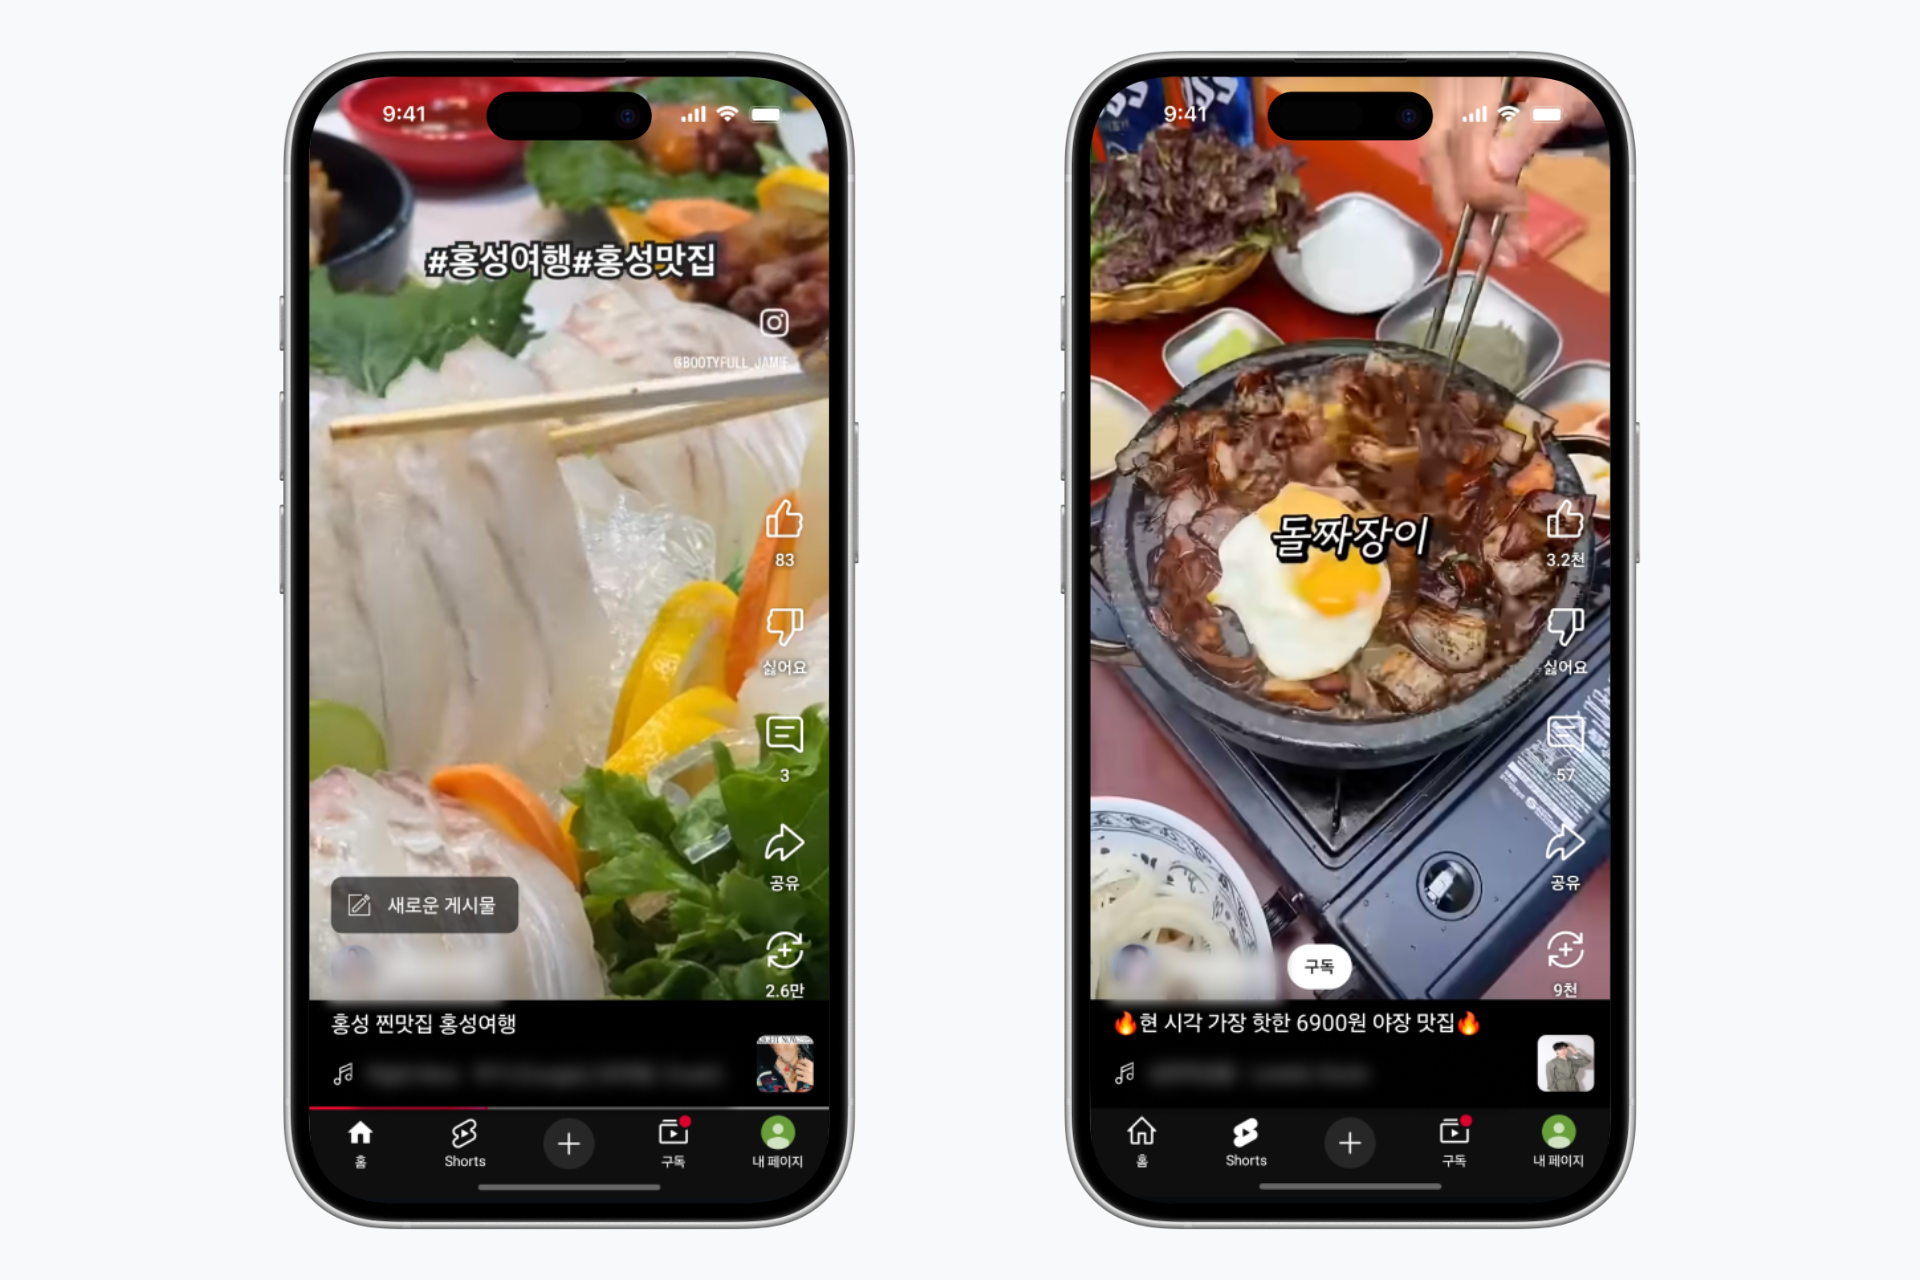 9:41
#홍성여행#홍성맛집
@BOOTYFULL_JAMIE
83
싫어요
3
공유
새로운 게시물
2.6만
홍성 찐맛집 홍성여행
홈
Shorts
구독
내 페이지
9:41
돌짜장이
3.2천
싫어요
57
공유
구독
9천
🔥현 시각 가장 핫한 6900원 야장 맛집🔥
홈
Shorts
구독
내 페이지